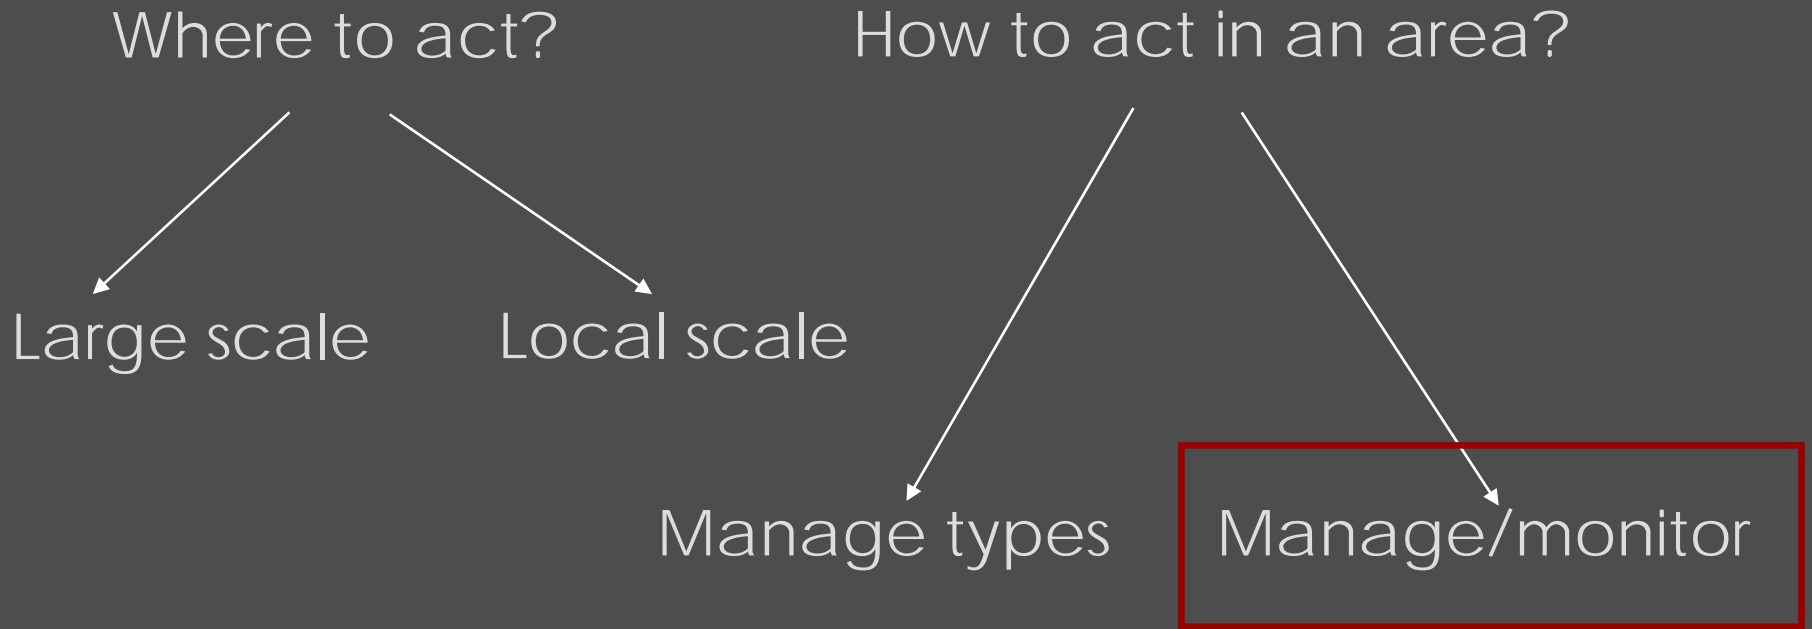 Where to act?
How to act in an area?
Large scale
Local scale
Manage types
Manage/monitor